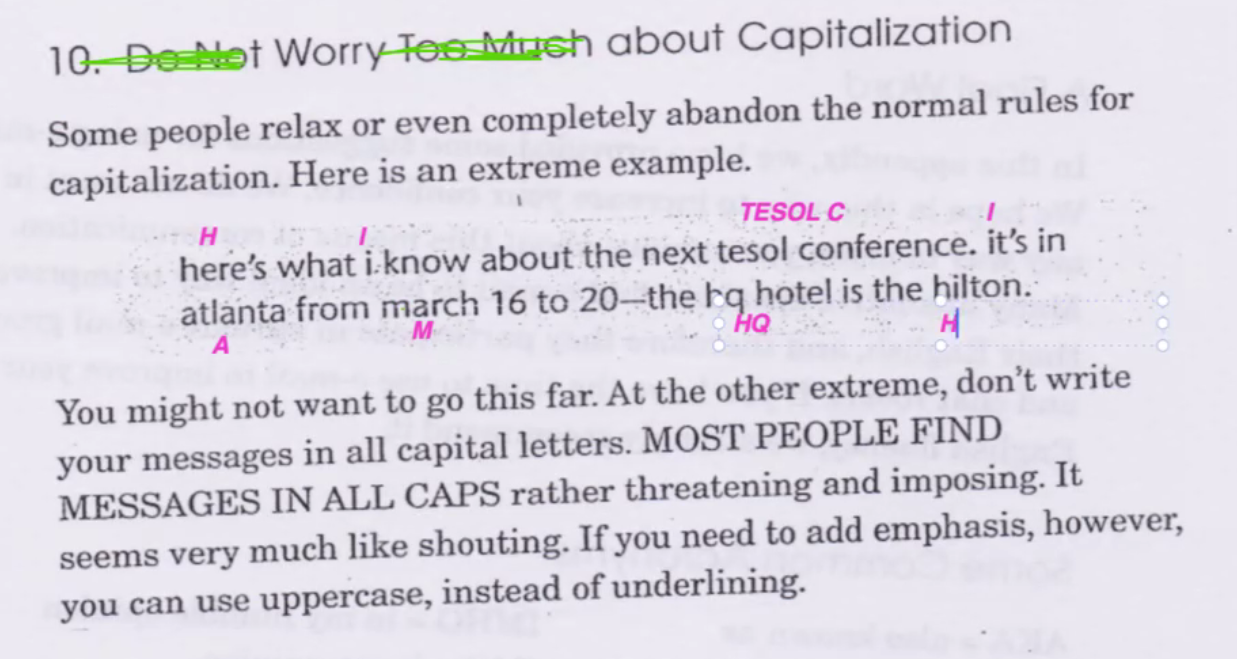 10. Do Not Worry Too Much about Capitalization
Some people relax or even completely abandon the normal rules for
capitalization. Here is an extreme example.
H I TESOL C I
here's what i know about the next tesol conference. it's in
atlanta from march 16 to 20—the hq hotel is the hilton.
A M HQ H
You might not want to go this far. At the other extreme, don't write
your messages in all capital letters. MOST PEOPLE FIND
MESSAGES IN ALL CAPS rather threatening and imposing. It
seems very much like shouting. If you need to add emphasis, however,
you can use uppercase, instead of underlining.